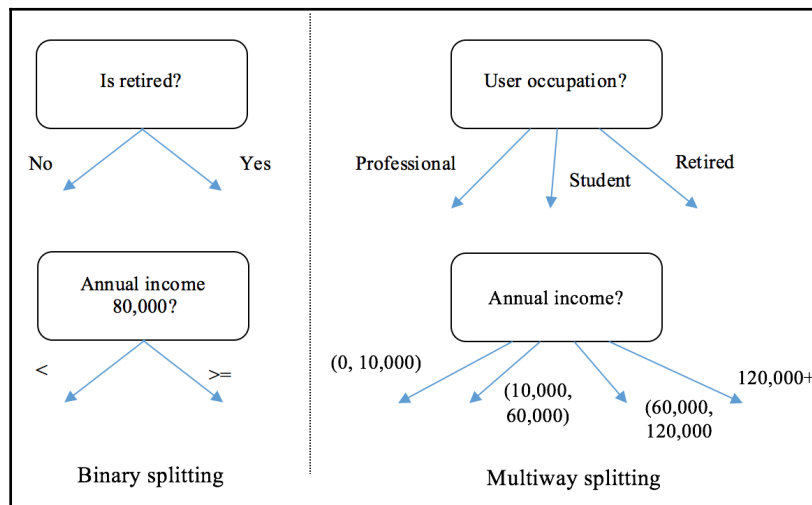 Is retired?
No
Yes
Annual income
80,000?
<
>=
Binary splitting
User occupation?
Professional
Student
Retired
Annual income?
(0, 10,000)
(10,000,
60,000)
(60,000,
120,000
120,000+
Multiway splitting